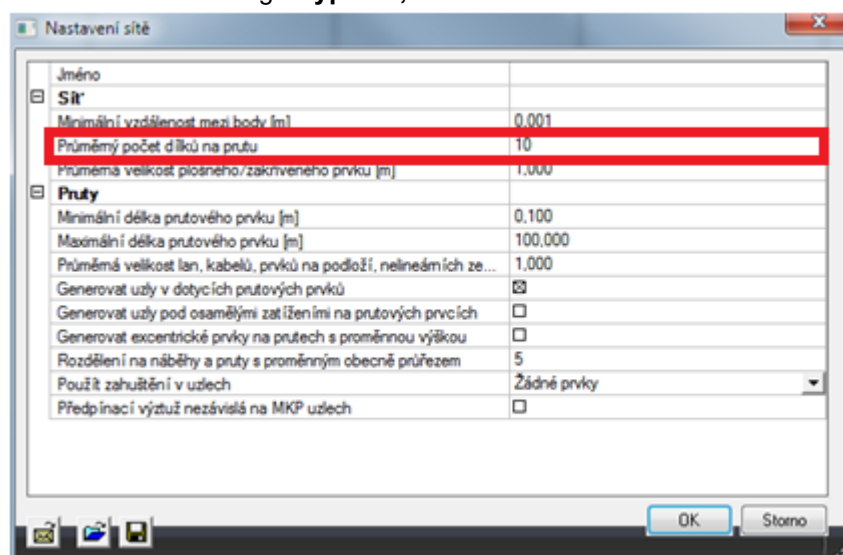 Nastavení sítě
Jméno
Síť
Minimální vzdálenost mezi body [m] 0,001
Průměrný počet dílků na prutu 10
Průměrná velikost plošného/zakřiveného prvku [m] 1,000
Pruty
Minimální délka prutového prvku [m] 0,100
Maximální délka prutového prvku [m] 100,000
Průměrná velikost lan, kabelů, prvků na podloží, nelineárních ze... 1,000
Generovat uzly v dotycích prutových prvků
Generovat uzly pod osamělými zatíženími na prutových prvcích
Generovat excentrické prvky na prutech s proměnnou výškou
Rozdělení na náběhy a pruty s proměnným obecně průřezem 5
Použít zahuštění v uzlech Žádné prvky
Předpínací výztuž nezávislá na MKP uzlech
OK Storno